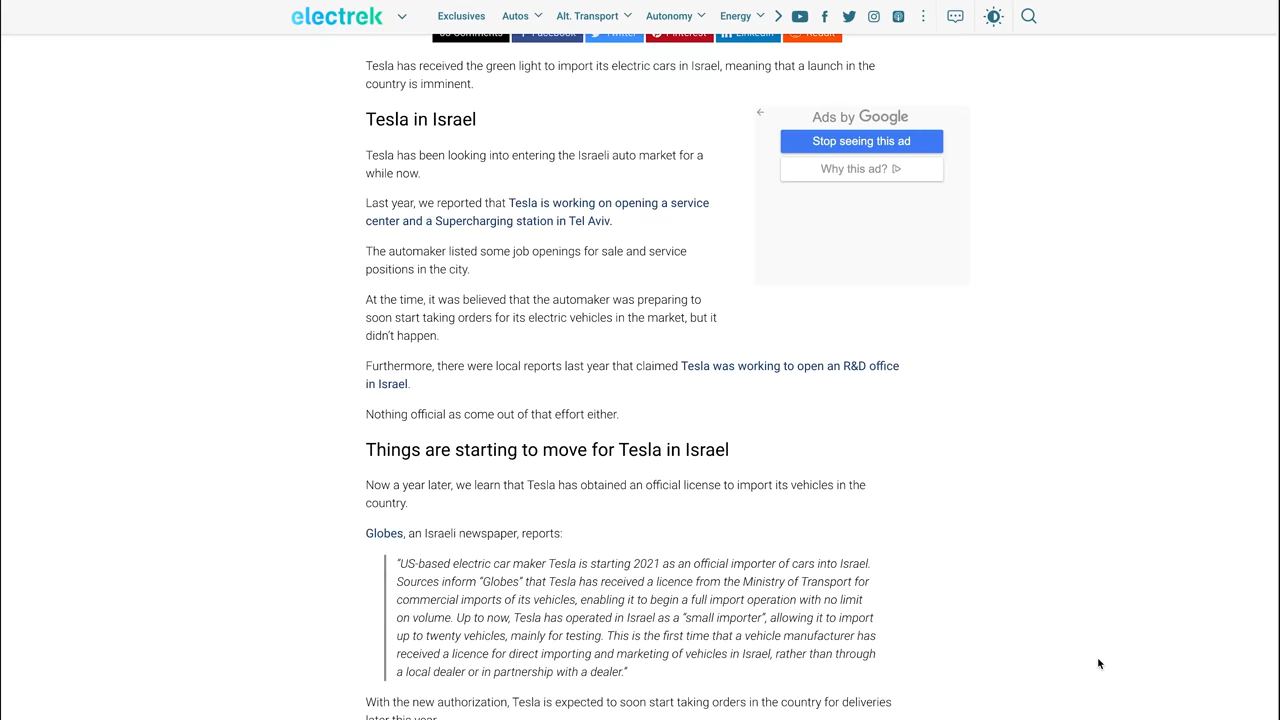 electrek
Exclusives Autos Alt. Transport Autonomy Energy
Comments Facebook Twitter Pinterest LinkedIn Reddit
Tesla has received the green light to import its electric cars in Israel, meaning that a launch in the
country is imminent.
Tesla in Israel
Ads by Google
Stop seeing this ad
Why this ad?
Tesla has been looking into entering the Israeli auto market for a
while now.
Last year, we reported that Tesla is working on opening a service
center and a Supercharging station in Tel Aviv.
The automaker listed some job openings for sale and service
positions in the city.
At the time, it was believed that the automaker was preparing to
soon start taking orders for its electric vehicles in the market, but it
didn't happen.
Furthermore, there were local reports last year that claimed Tesla was working to open an R&D office
in Israel.
Nothing official as come out of that effort either.
Things are starting to move for Tesla in Israel
Now a year later, we learn that Tesla has obtained an official license to import its vehicles in the
country.
Globes, an Israeli newspaper, reports:
"US-based electric car maker Tesla is starting 2021 as an official importer of cars into Israel.
Sources inform "Globes" that Tesla has received a licence from the Ministry of Transport for
commercial imports of its vehicles, enabling it to begin a full import operation with no limit
on volume. Up to now, Tesla has operated in Israel as a "small importer", allowing it to import
up to twenty vehicles, mainly for testing. This is the first time that a vehicle manufacturer has
received a licence for direct importing and marketing of vehicles in Israel, rather than through
a local dealer or in partnership with a dealer."
With the new authorization, Tesla is expected to soon start taking orders in the country for deliveries
later this year.